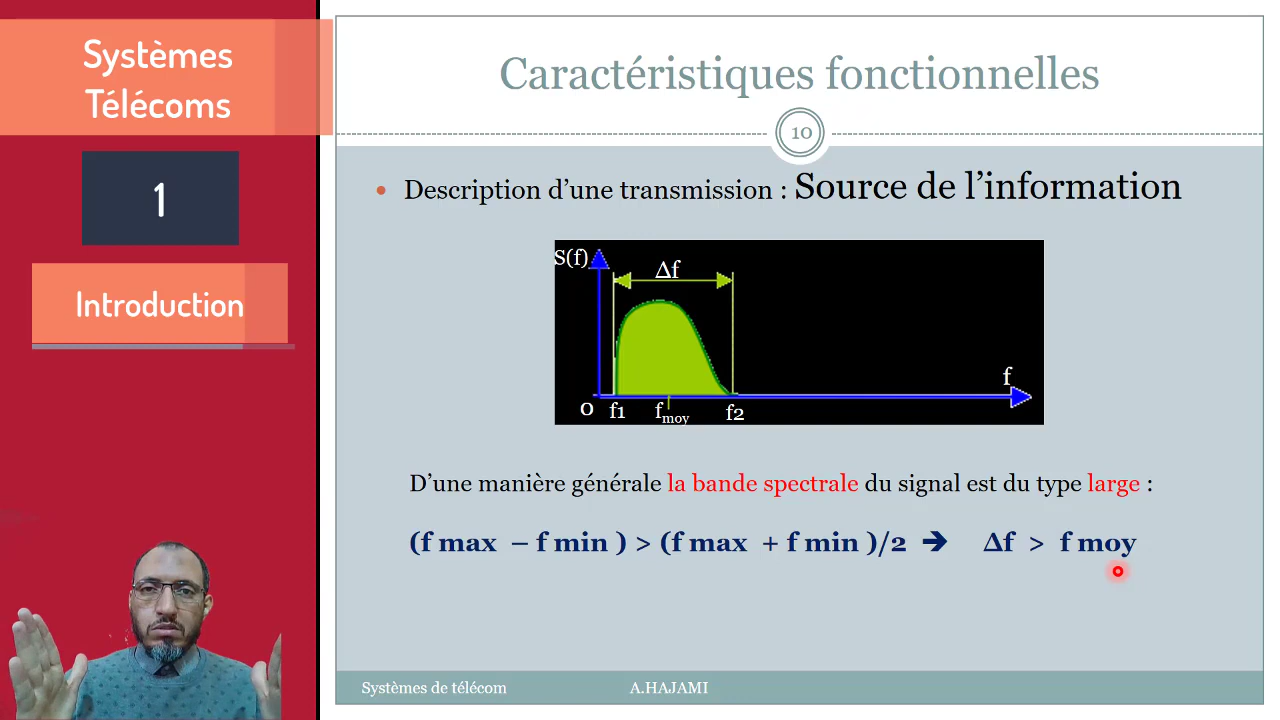 Systèmes
Télécoms
1
Introduction
Caractéristiques fonctionnelles
10
• Description d’une transmission : Source de l’information
S(f)
Δf
f
0 f1 fmoy f2
D’une manière générale la bande spectrale du signal est du type large :
(f max – f min ) > (f max + f min )/2 ➔ Δf > f moy
Systèmes de télécom A.HAJAMI